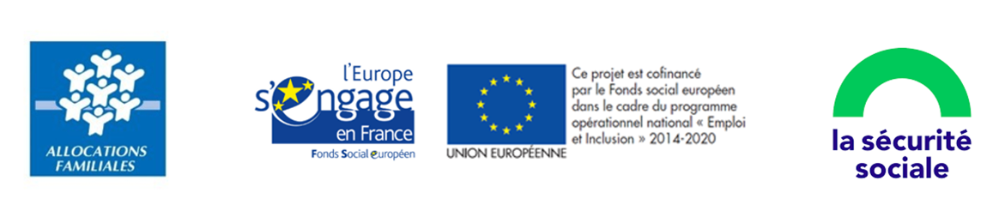 ALLOCATIONS
FAMILIALES
l'Europe
s'engage
en France
Fonds Social européen
UNION EUROPÉENNE
Ce projet est cofinancé
par le Fonds social européen
dans le cadre du programme
opérationnel national « Emploi
et Inclusion » 2014-2020
la sécurité
sociale